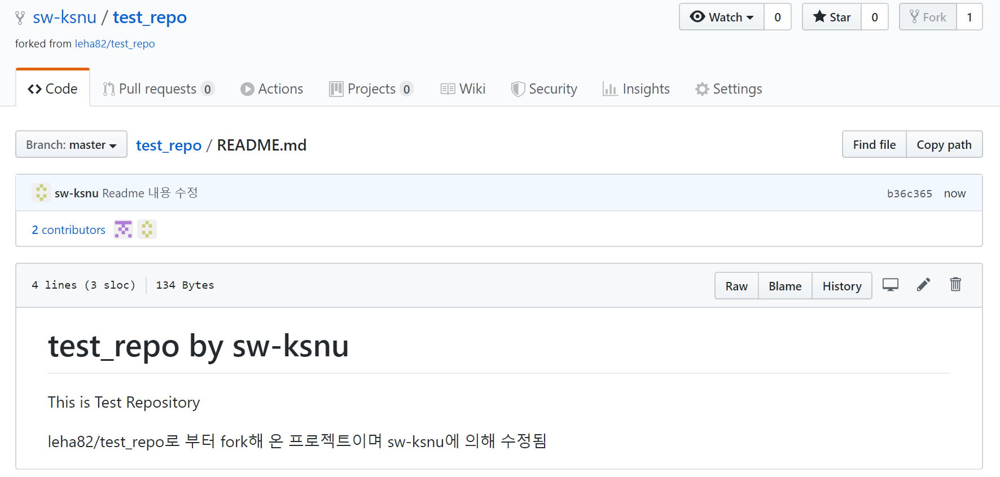 sw-ksnu / test_repo
Watch 0 Star 0 Fork 1
forked from leha82/test_repo
Code Pull requests 0 Actions Projects 0 Wiki Security Insights Settings
Branch: master test_repo / README.md Find file Copy path
sw-ksnu Readme 내용 수정 b36c365 now
2 contributors
4 lines (3 sloc) 134 Bytes Raw Blame History
test_repo by sw-ksnu
This is Test Repository
leha82/test_repo로 부터 fork해 온 프로젝트이며 sw-ksnu에 의해 수정됨